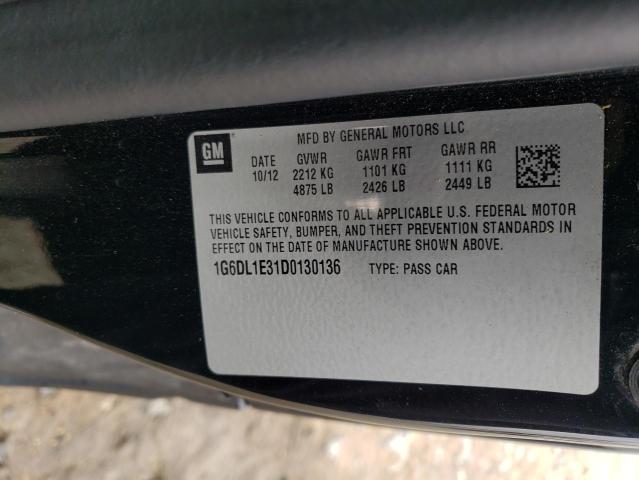 GM
MFD BY GENERAL MOTORS LLC
DATE GVWR GAWR FRT GAWR RR
10/12 2212 KG 1101 KG 1111 KG
4875 LB 2426 LB 2449 LB
THIS VEHICLE CONFORMS TO ALL APPLICABLE U.S. FEDERAL MOTOR
VEHICLE SAFETY, BUMPER, AND THEFT PREVENTION STANDARDS IN
EFFECT ON THE DATE OF MANUFACTURE SHOWN ABOVE.
1G6DL1E31D0130136 TYPE: PASS CAR